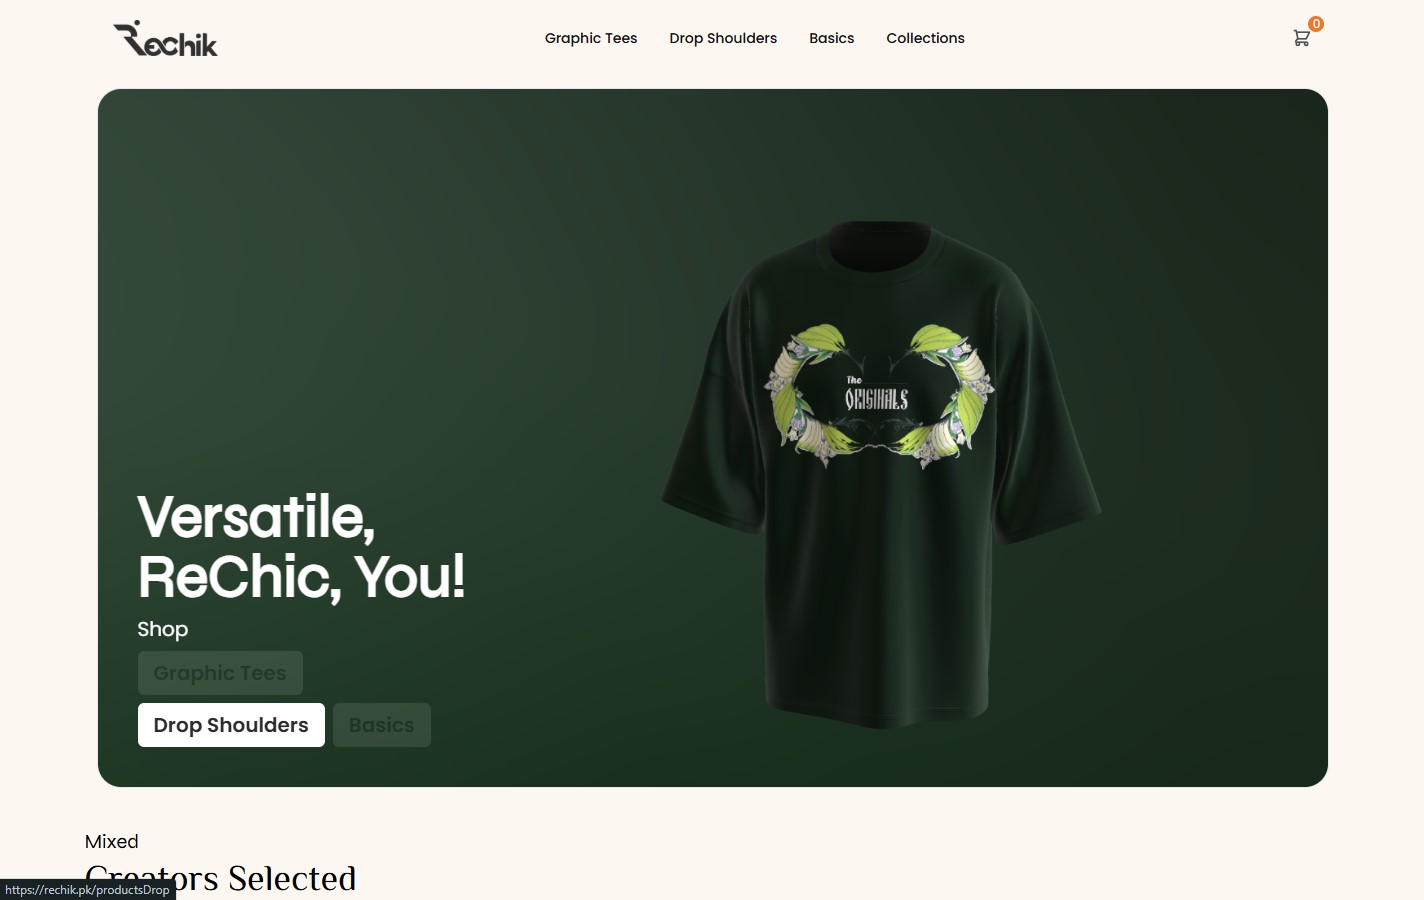 Rechik
Graphic Tees Drop Shoulders Basics Collections
0
The
ORIGINALS
Versatile,
ReChic, You!
Shop
Graphic Tees
Drop Shoulders Basics
Mixed
Creators Selected
https://rechik.pk/productsDrop